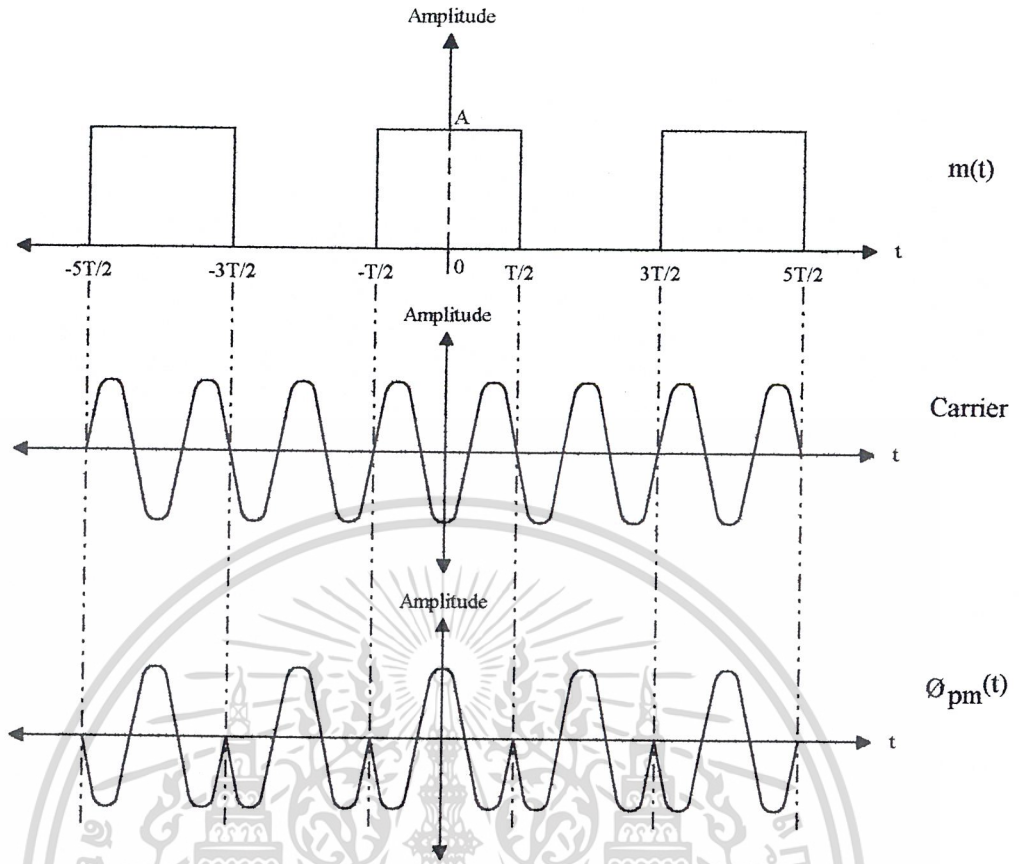 Amplitude
A
m(t)
t
-5T/2 -3T/2 -T/2 0 T/2 3T/2 5T/2
Amplitude
Carrier
t
Amplitude
Øpm(t)
t